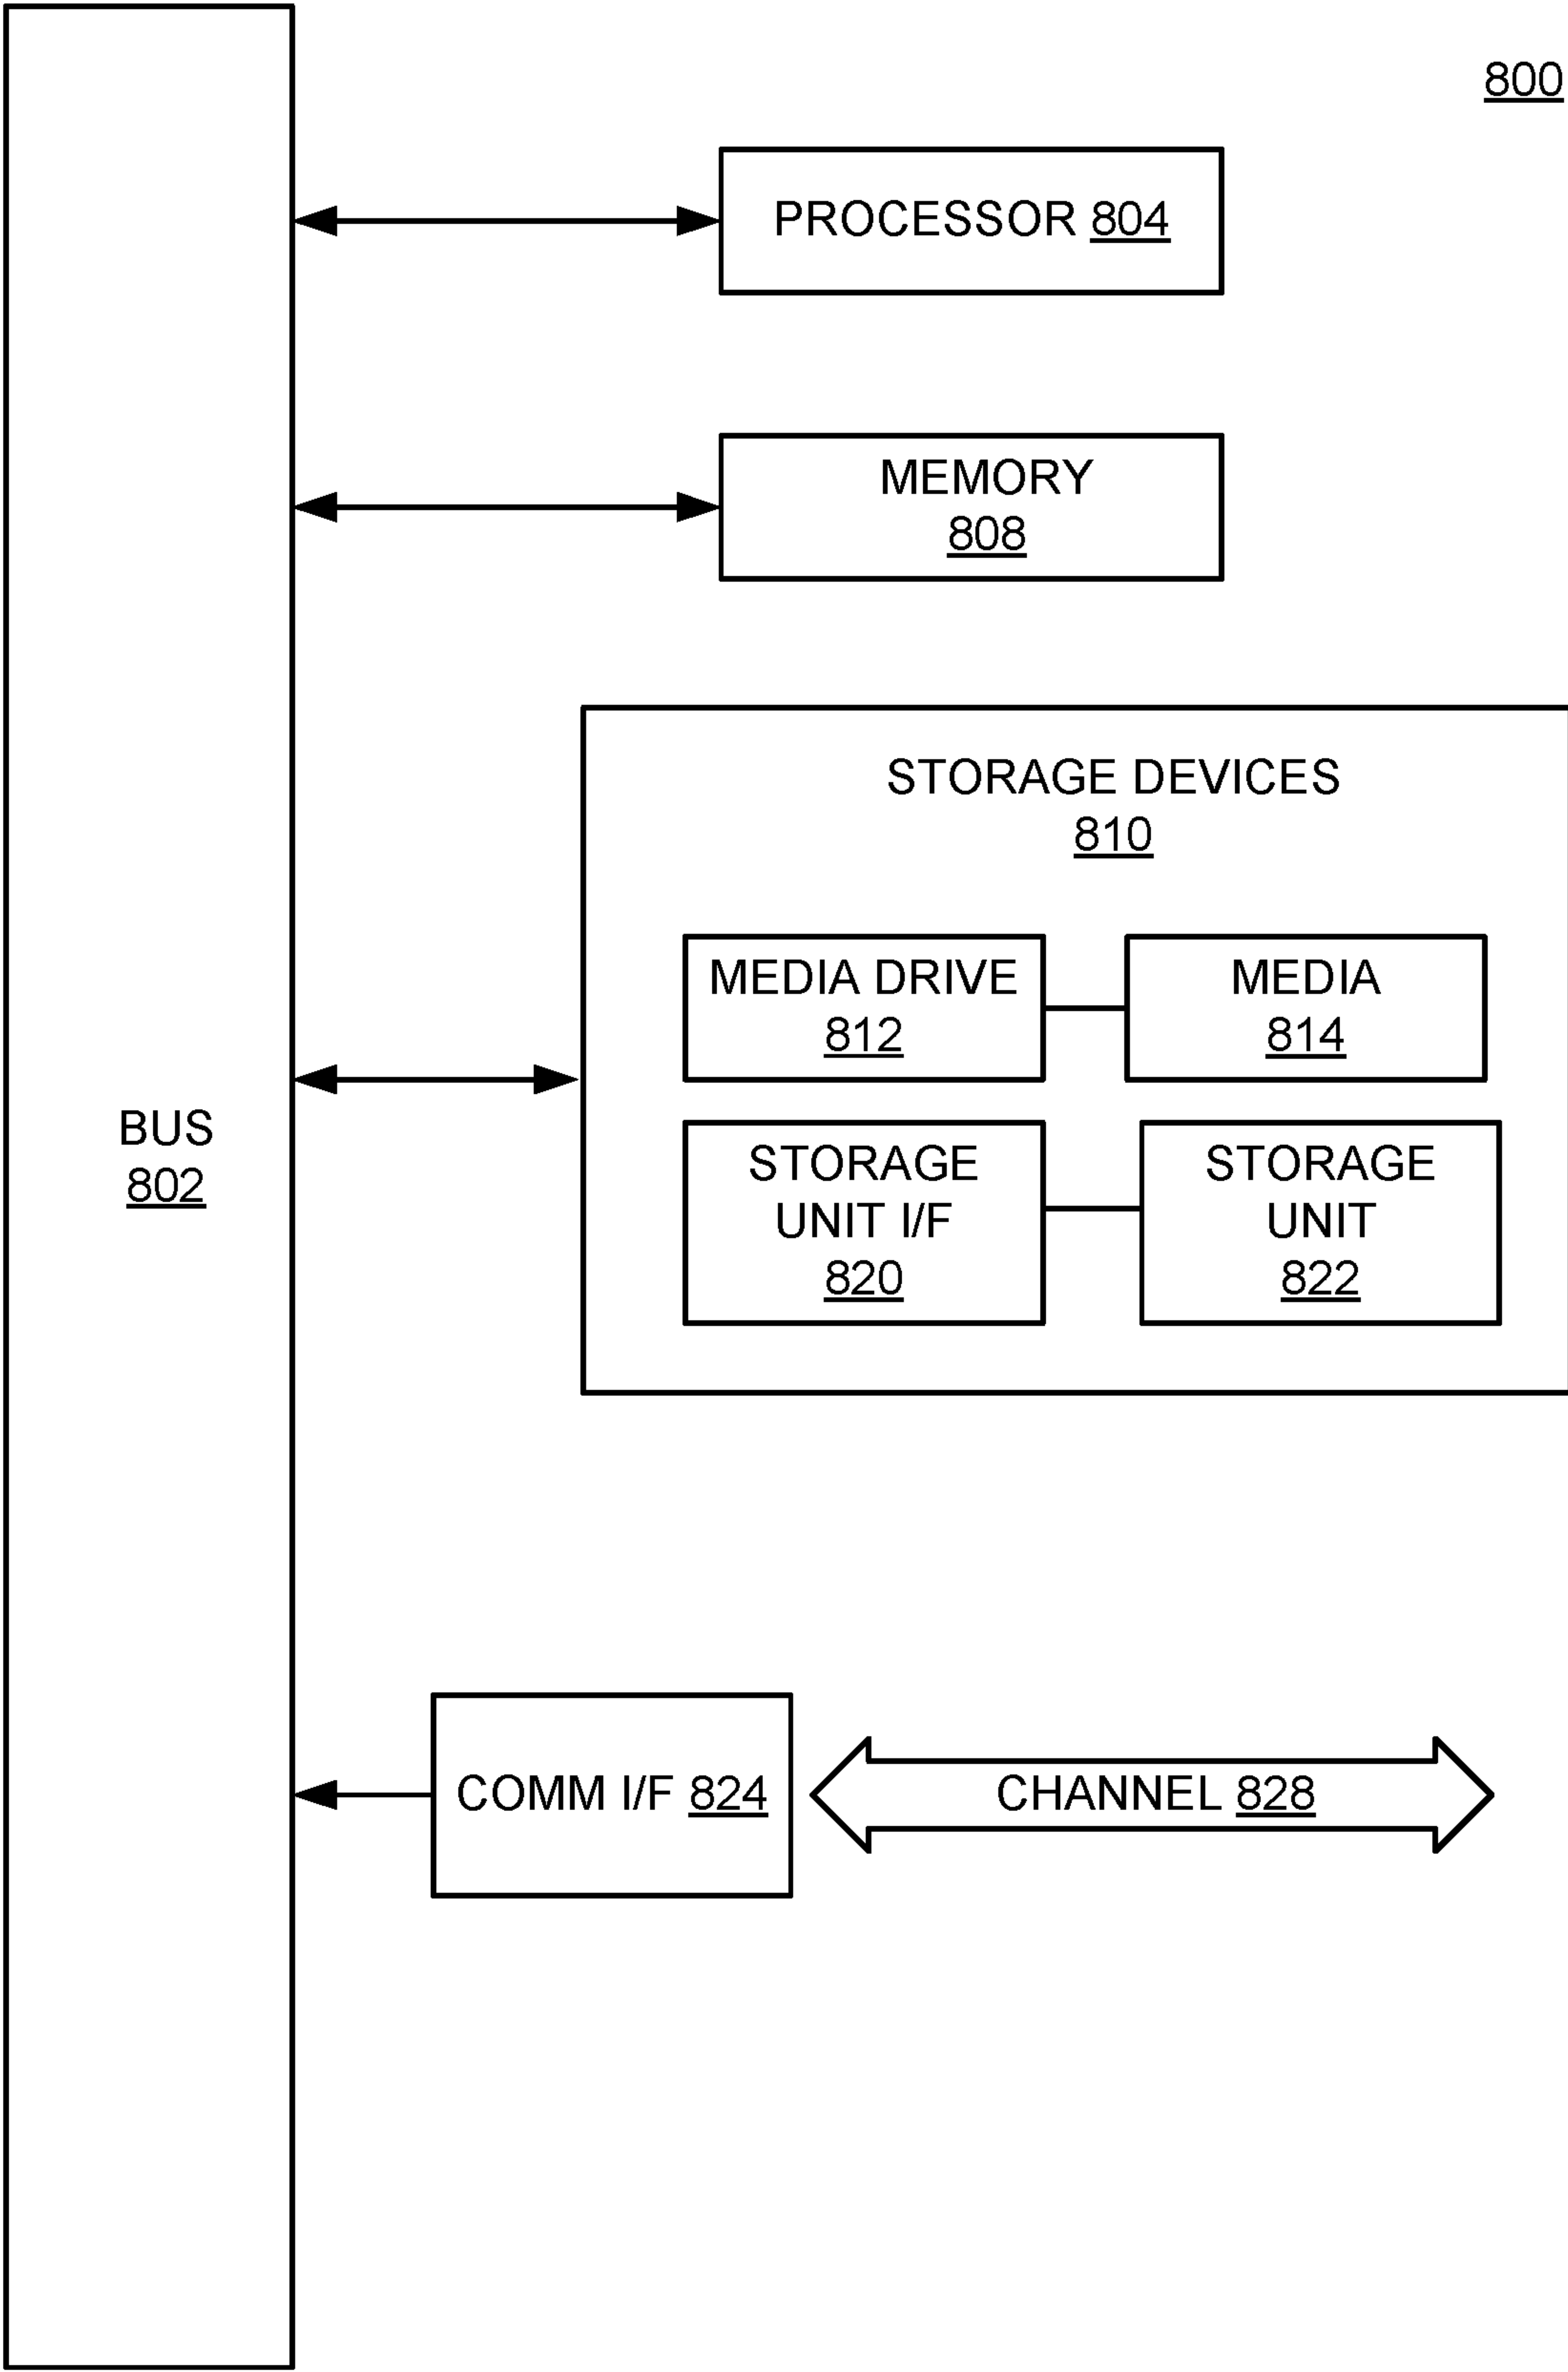 800
PROCESSOR 804
MEMORY
808
STORAGE DEVICES
810
MEDIA DRIVE
812
MEDIA
814
BUS
802
STORAGE
UNIT I/F
820
STORAGE
UNIT
822
COMM I/F 824
CHANNEL 828